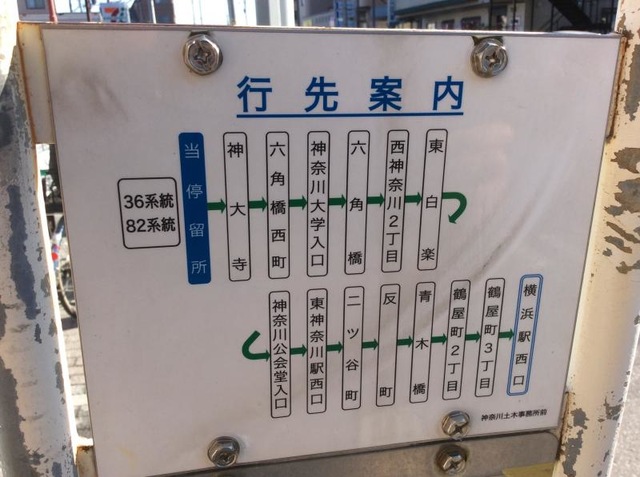 行先案内
36系統
82系統
当停留所
神大寺
六角橋西町
神奈川大学入口
六角橋
西神奈川2丁目
東白楽
神奈川公会堂入口
東神奈川駅西口
二ツ谷町
反町
青木橋
鶴屋町2丁目
鶴屋町3丁目
横浜駅西口
神奈川土木事務所前